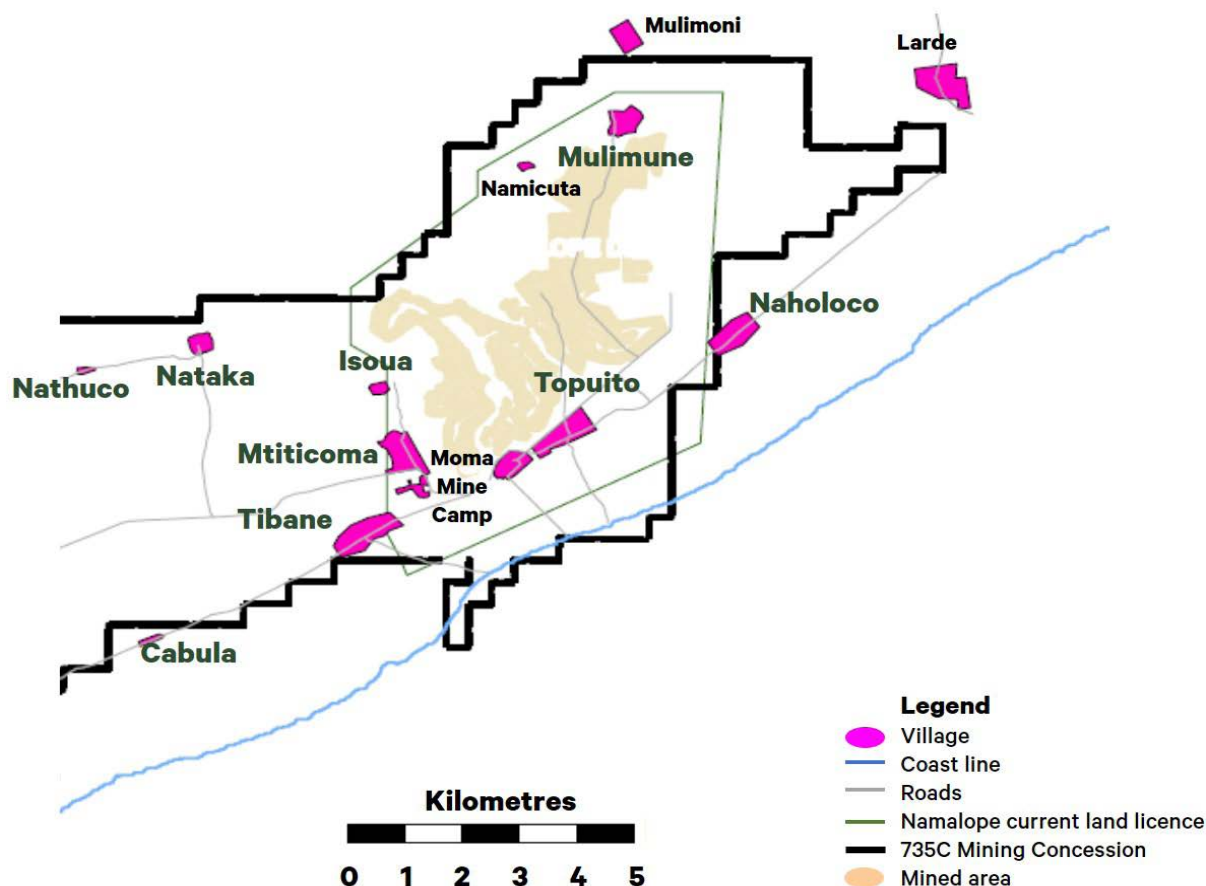 Mulimoni
Larde
Mulimune
Namicuta
Naholoco
Isoua
Nataka
Nathuco
Topuito
Mtiticoma
Moma
Mine
Camp
Tibane
Cabula
Legend
Village
Coast line
Roads
Namalope current land licence
735C Mining Concession
Mined area
Kilometres
0 1 2 3 4 5